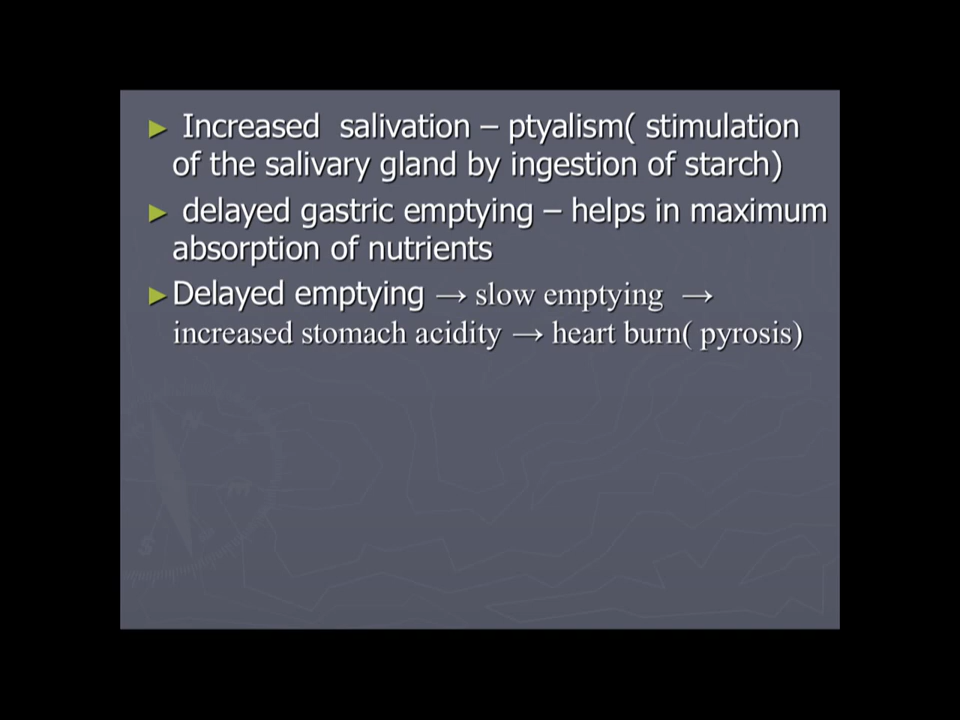 ► Increased  salivation – ptyalism( stimulation
of the salivary gland by ingestion of starch)
► delayed gastric emptying – helps in maximum
absorption of nutrients
►Delayed emptying → slow emptying  →
increased stomach acidity → heart burn( pyrosis)
N
m
S